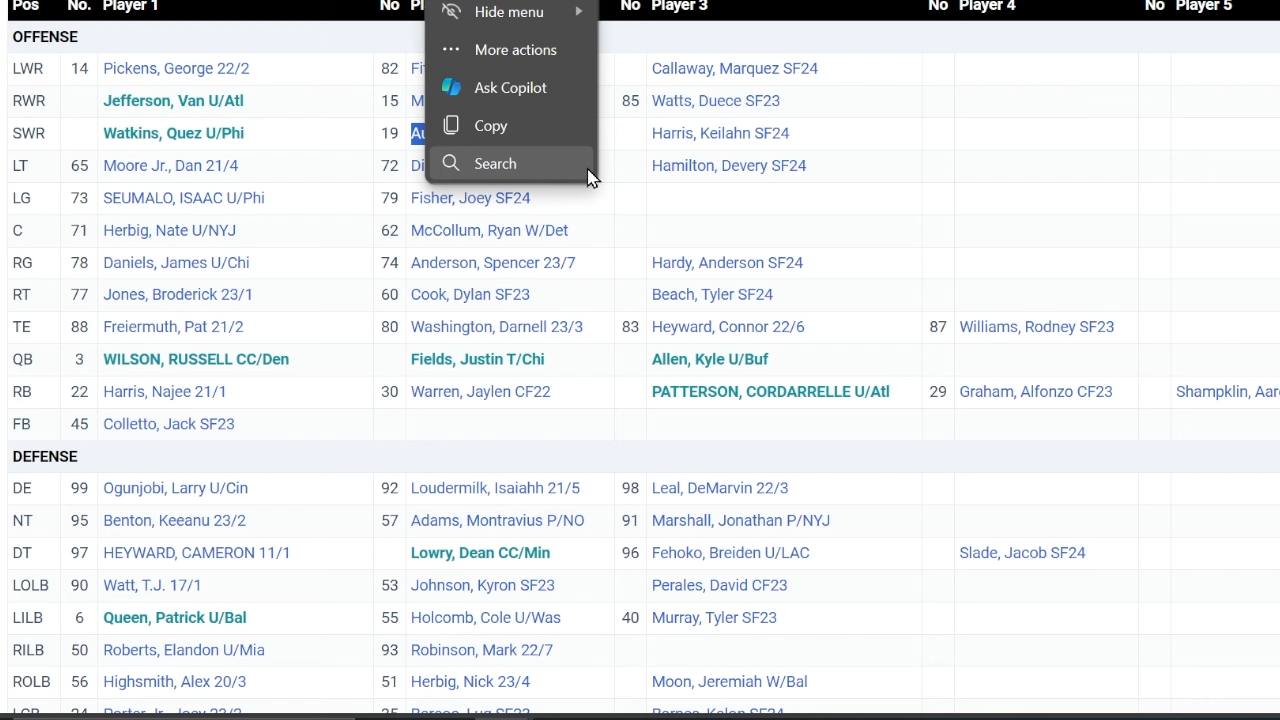 Pos No. Player 1 No No Player 3 No Player 4 No Player 5
Hide menu
More actions
Ask Copilot
Copy
Search
OFFENSE
LWR 14 Pickens, George 22/2 82 Callaway, Marquez SF24
RWR Jefferson, Van U/Atl 15 85 Watts, Duece SF23
SWR Watkins, Quez U/Phi 19 Harris, Keilahn SF24
LT 65 Moore Jr., Dan 21/4 72 Hamilton, Devery SF24
LG 73 SEUMALO, ISAAC U/Phi 79 Fisher, Joey SF24
C 71 Herbig, Nate U/NYJ 62 McCollum, Ryan W/Det
RG 78 Daniels, James U/Chi 74 Anderson, Spencer 23/7 Hardy, Anderson SF24
RT 77 Jones, Broderick 23/1 60 Cook, Dylan SF23 Beach, Tyler SF24
TE 88 Freiermuth, Pat 21/2 80 Washington, Darnell 23/3 83 Heyward, Connor 22/6 87 Williams, Rodney SF23
QB 3 WILSON, RUSSELL CC/Den Fields, Justin T/Chi Allen, Kyle U/Buf
RB 22 Harris, Najee 21/1 30 Warren, Jaylen CF22 PATTERSON, CORDARRELLE U/Atl 29 Graham, Alfonzo CF23 Shampklin,
FB 45 Colletto, Jack SF23
DEFENSE
DE 99 Ogunjobi, Larry U/Cin 92 Loudermilk, Isaiahh 21/5 98 Leal, DeMarvin 22/3
NT 95 Benton, Keeanu 23/2 57 Adams, Montravius P/NO 91 Marshall, Jonathan P/NYJ
DT 97 HEYWARD, CAMERON 11/1 Lowry, Dean CC/Min 96 Fehoko, Breiden U/LAC Slade, Jacob SF24
LOLB 90 Watt, T.J. 17/1 53 Johnson, Kyron SF23 Perales, David CF23
LILB 6 Queen, Patrick U/Bal 55 Holcomb, Cole U/Was 40 Murray, Tyler SF23
RILB 50 Roberts, Elandon U/Mia 93 Robinson, Mark 22/7
ROLB 56 Highsmith, Alex 20/3 51 Herbig, Nick 23/4 Moon, Jeremiah W/Bal